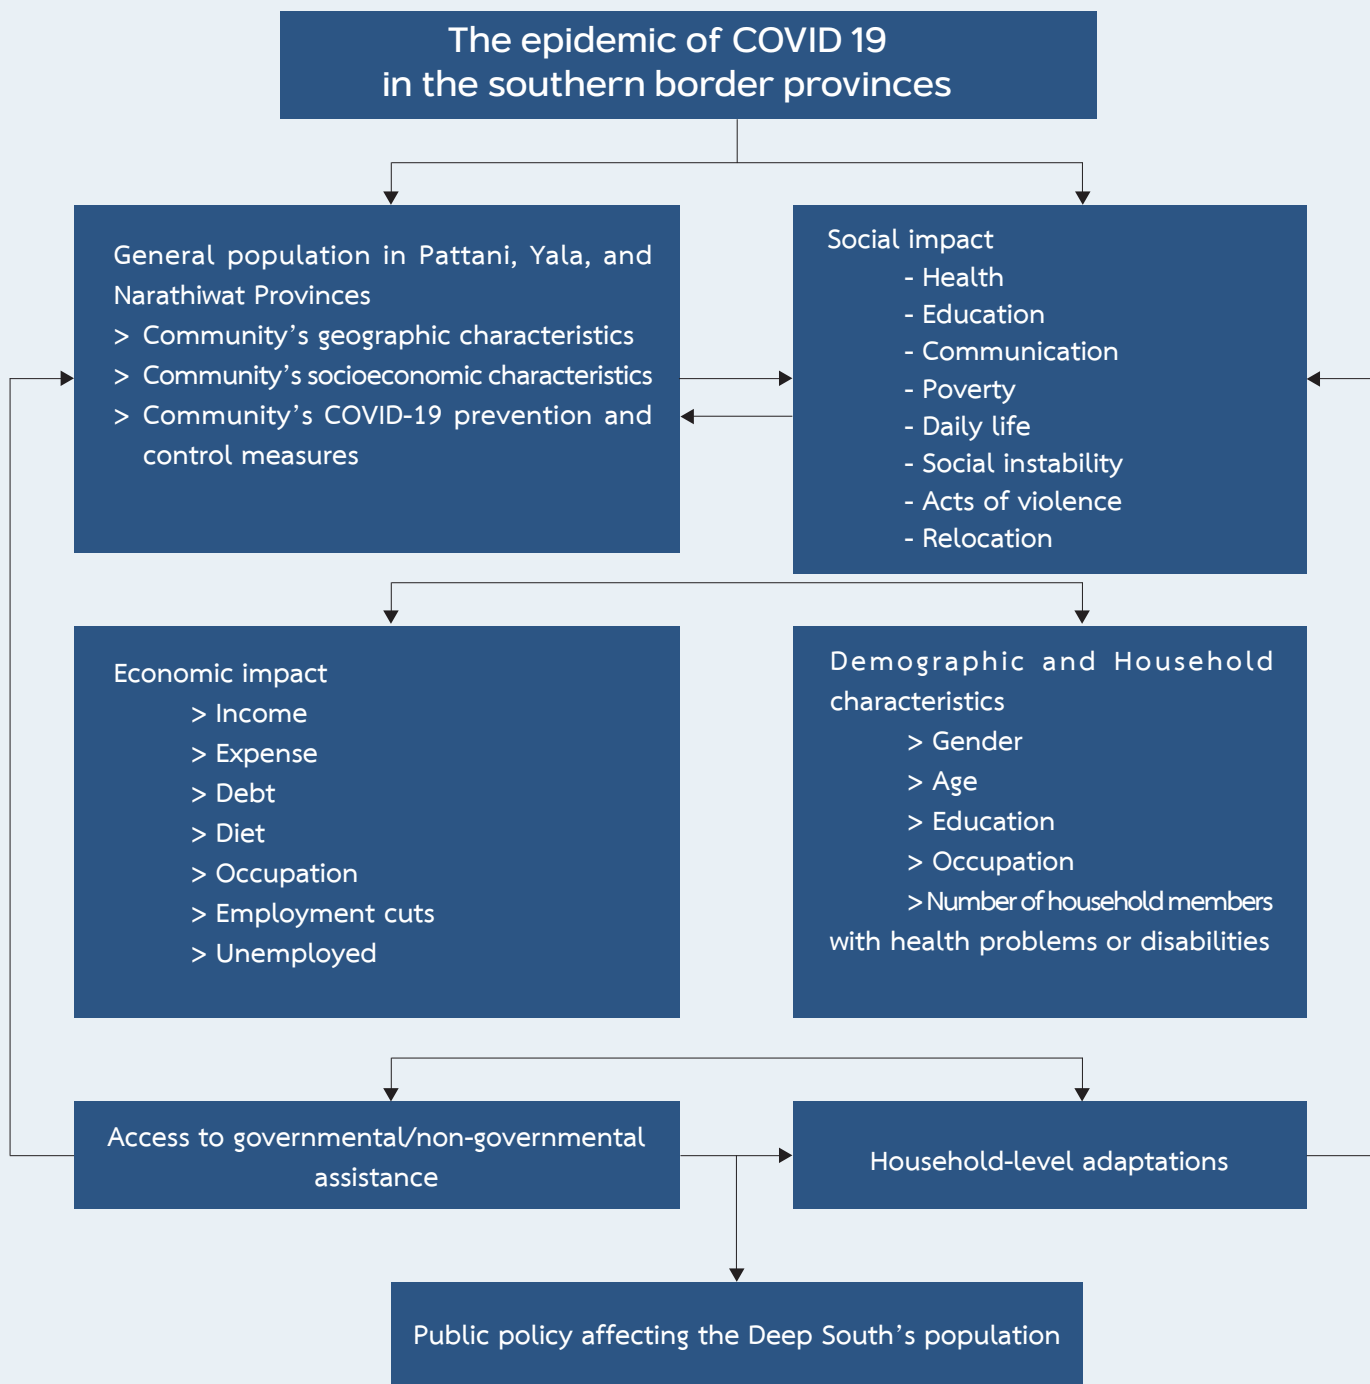 The epidemic of COVID 19
in the southern border provinces
General population in Pattani, Yala, and
Narathiwat Provinces
> Community’s geographic characteristics
> Community’s socioeconomic characteristics
> Community’s COVID-19 prevention and
control measures
Social impact
- Health
- Education
- Communication
- Poverty
- Daily life
- Social instability
- Acts of violence
- Relocation
Economic impact
> Income
> Expense
> Debt
> Diet
> Occupation
> Employment cuts
> Unemployed
Demographic and Household
characteristics
> Gender
> Age
> Education
> Occupation
>Number of household members
with health problems or disabilities
Access to governmental/non-governmental
assistance
Household-level adaptations
Public policy affecting the Deep South’s population